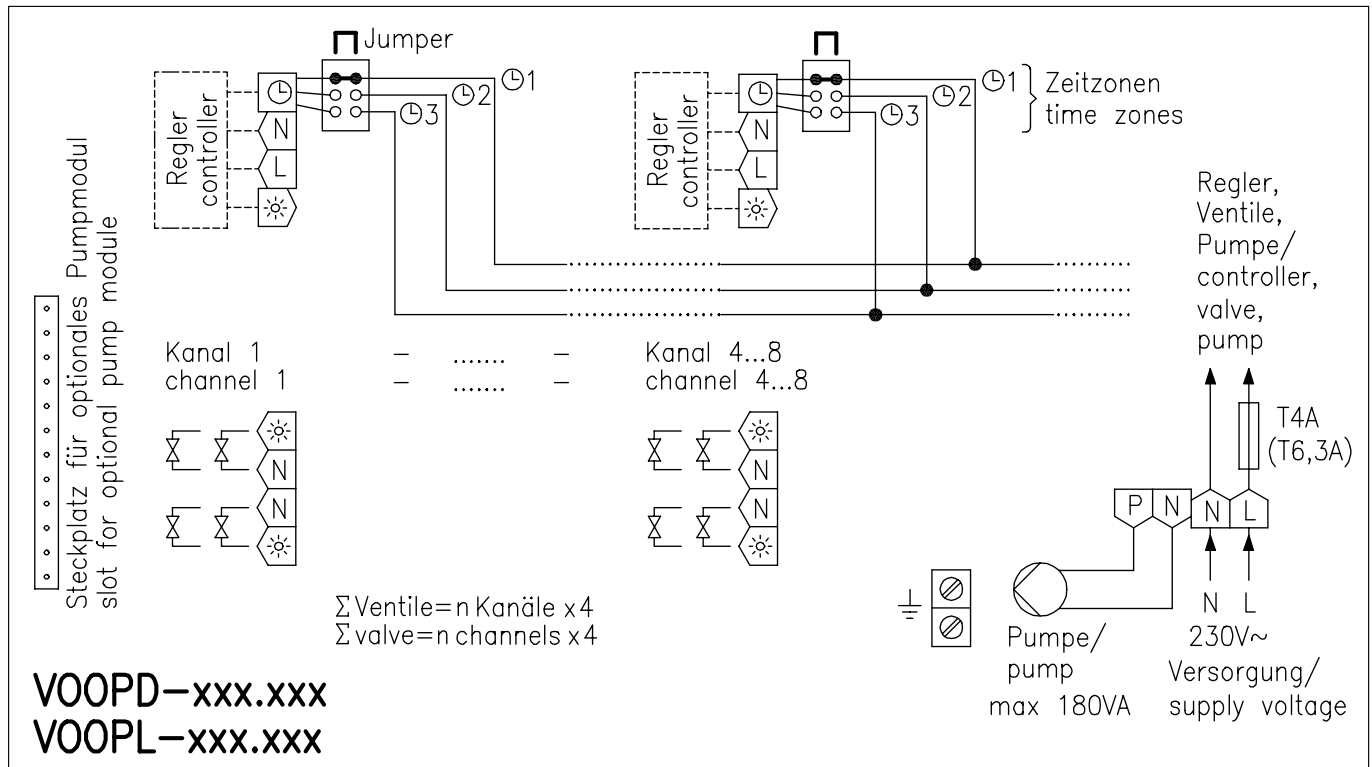 Jumper
Regler
controller
N
L
1
2
3
Regler
controller
N
L
1
2
3
Zeitzonen
time zones
Steckplatz für optionales Pumpmodul
slot for optional pump module
Kanal 1 – ....... – Kanal 4...8
channel 1 – ....... – channel 4...8
N
N
N
N
Regler,
Ventile,
Pumpe/
controller,
valve,
pump
T4A
(T6,3A)
P N N L
N L
230V~
Versorgung/
supply voltage
Pumpe/
pump
max 180VA
ΣVentile=n Kanäle x4
Σvalve=n channels x4
VOOPD–xxx.xxx
VOOPL–xxx.xxx